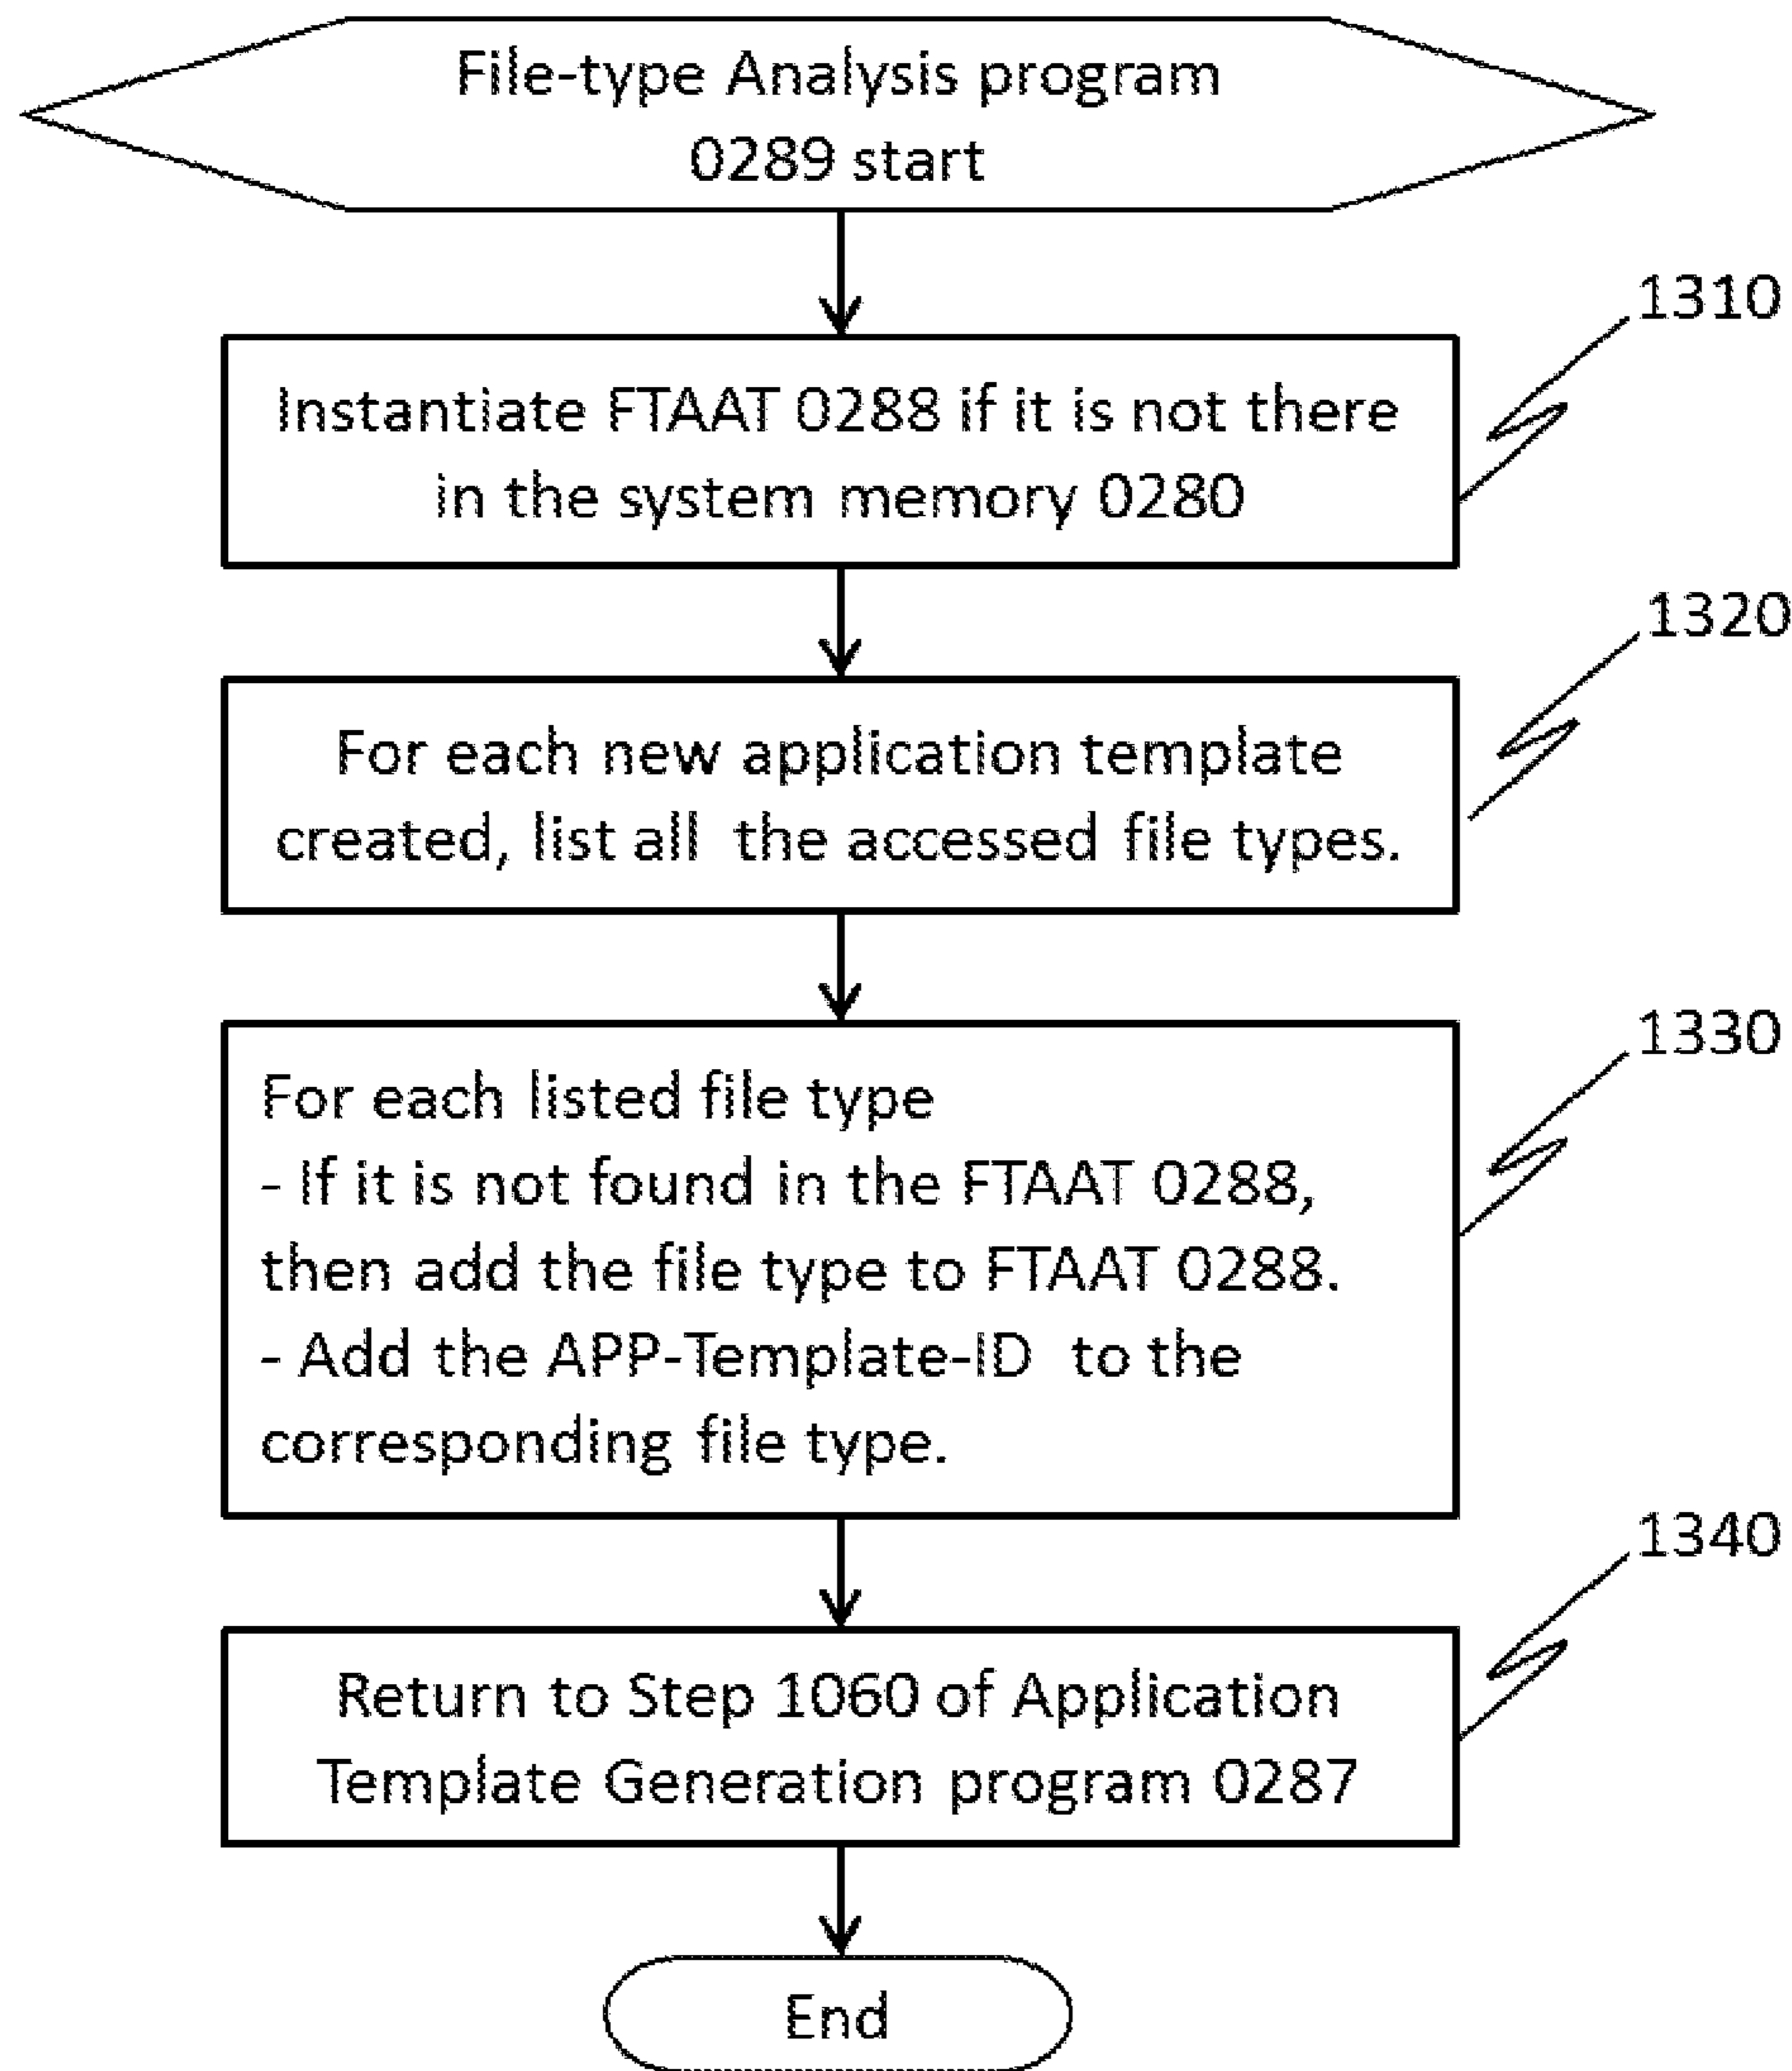 File-type Analysis program
0289 start
1310
Instantiate FTAAT 0288 if it is not there
in the system memory 0280
1320
For each new application template
created, list all the accessed file types.
1330
For each listed file type
- If it is not found in the FTAAT 0288,
then add the file type to FTAAT 0288.
- Add the APP-Template-ID to the
corresponding file type.
1340
Return to Step 1060 of Application
Template Generation program 0287
End